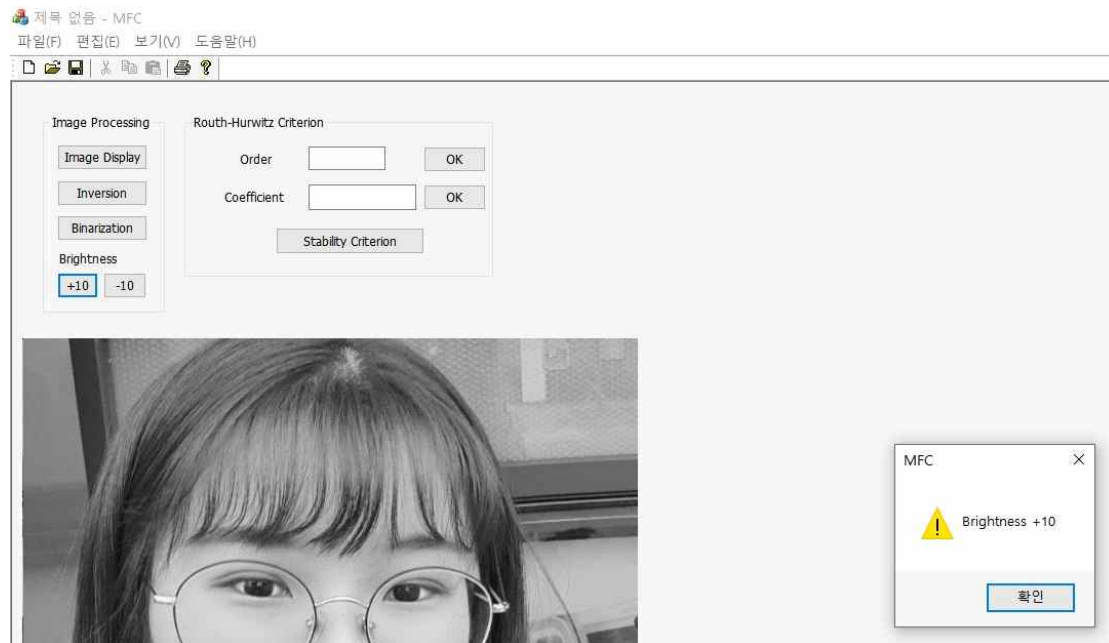 제목 없음 - MFC
파일(F) 편집(E) 보기(V) 도움말(H)
Image Processing
Image Display
Inversion
Binarization
Brightness
+10 -10
Routh-Hurwitz Criterion
Order OK
Coefficient OK
Stability Criterion
MFC
Brightness +10
확인